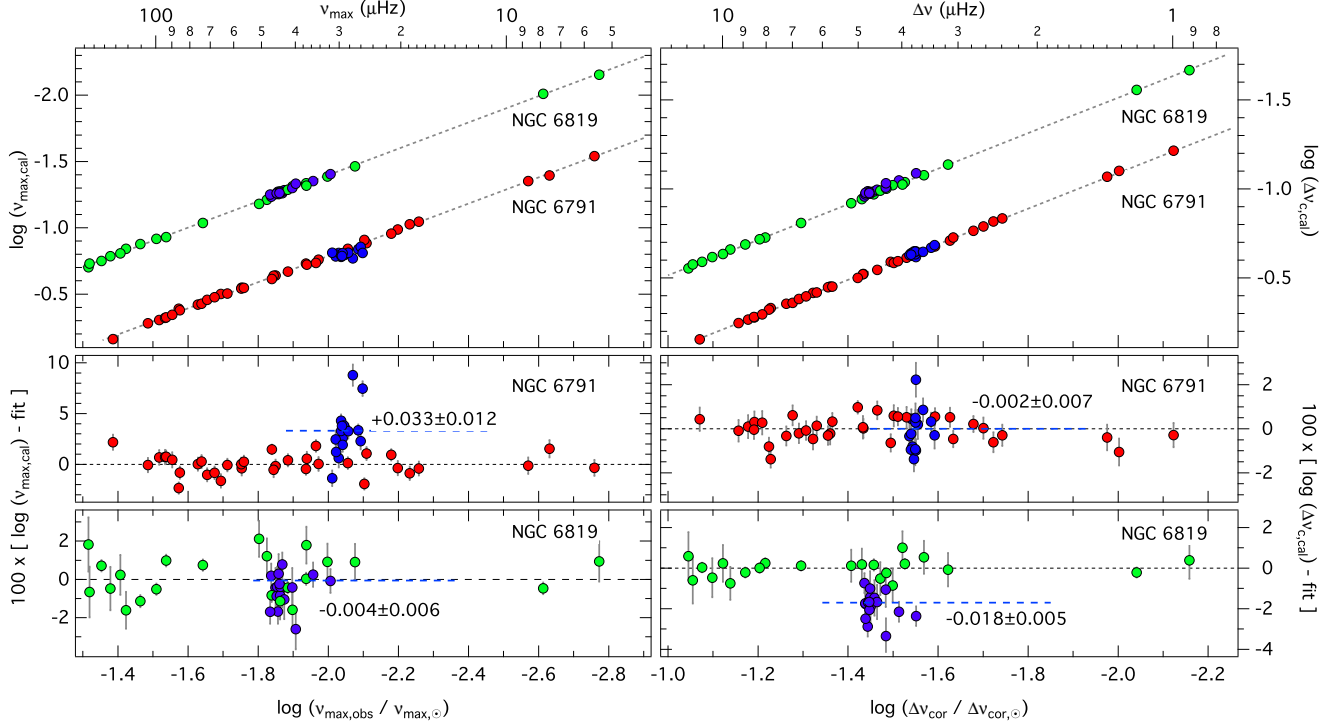 ν_max (μHz)
100 10
9 8 7 6 5 4 3 2 9 8 7 6 5
Δν (μHz)
10 1
9 8 7 6 5 4 3 2 9 8
log (ν_max,cal)
-2.0
-1.5
-1.0
-0.5
NGC 6819
NGC 6791
NGC 6819
NGC 6791
-1.5
-1.0
-0.5
log (Δν_c,cal)
100 x [ log (ν_max,cal) - fit ]
10
5
0
NGC 6791
+0.033±0.012
NGC 6791
-0.002±0.007
2
0
-2
100 x [ log (Δν_c,cal) - fit ]
2
0
-2
NGC 6819
-0.004±0.006
NGC 6819
-0.018±0.005
2
0
-2
-4
-1.4 -1.6 -1.8 -2.0 -2.2 -2.4 -2.6 -2.8
-1.0 -1.2 -1.4 -1.6 -1.8 -2.0 -2.2
log (ν_max,obs / ν_max,☉)
log (Δν_cor / Δν_cor,☉)